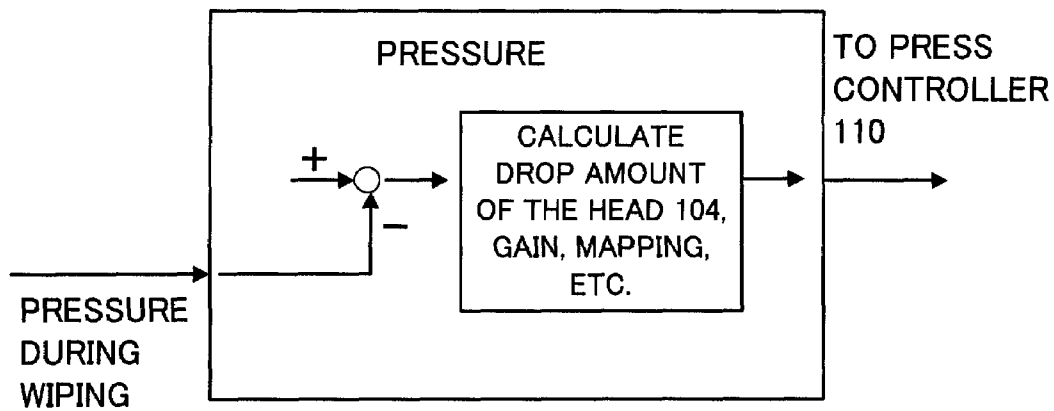 PRESSURE
TO PRESS
CONTROLLER
110
CALCULATE
DROP AMOUNT
OF THE HEAD 104,
GAIN, MAPPING,
ETC.
+
−
PRESSURE
DURING
WIPING